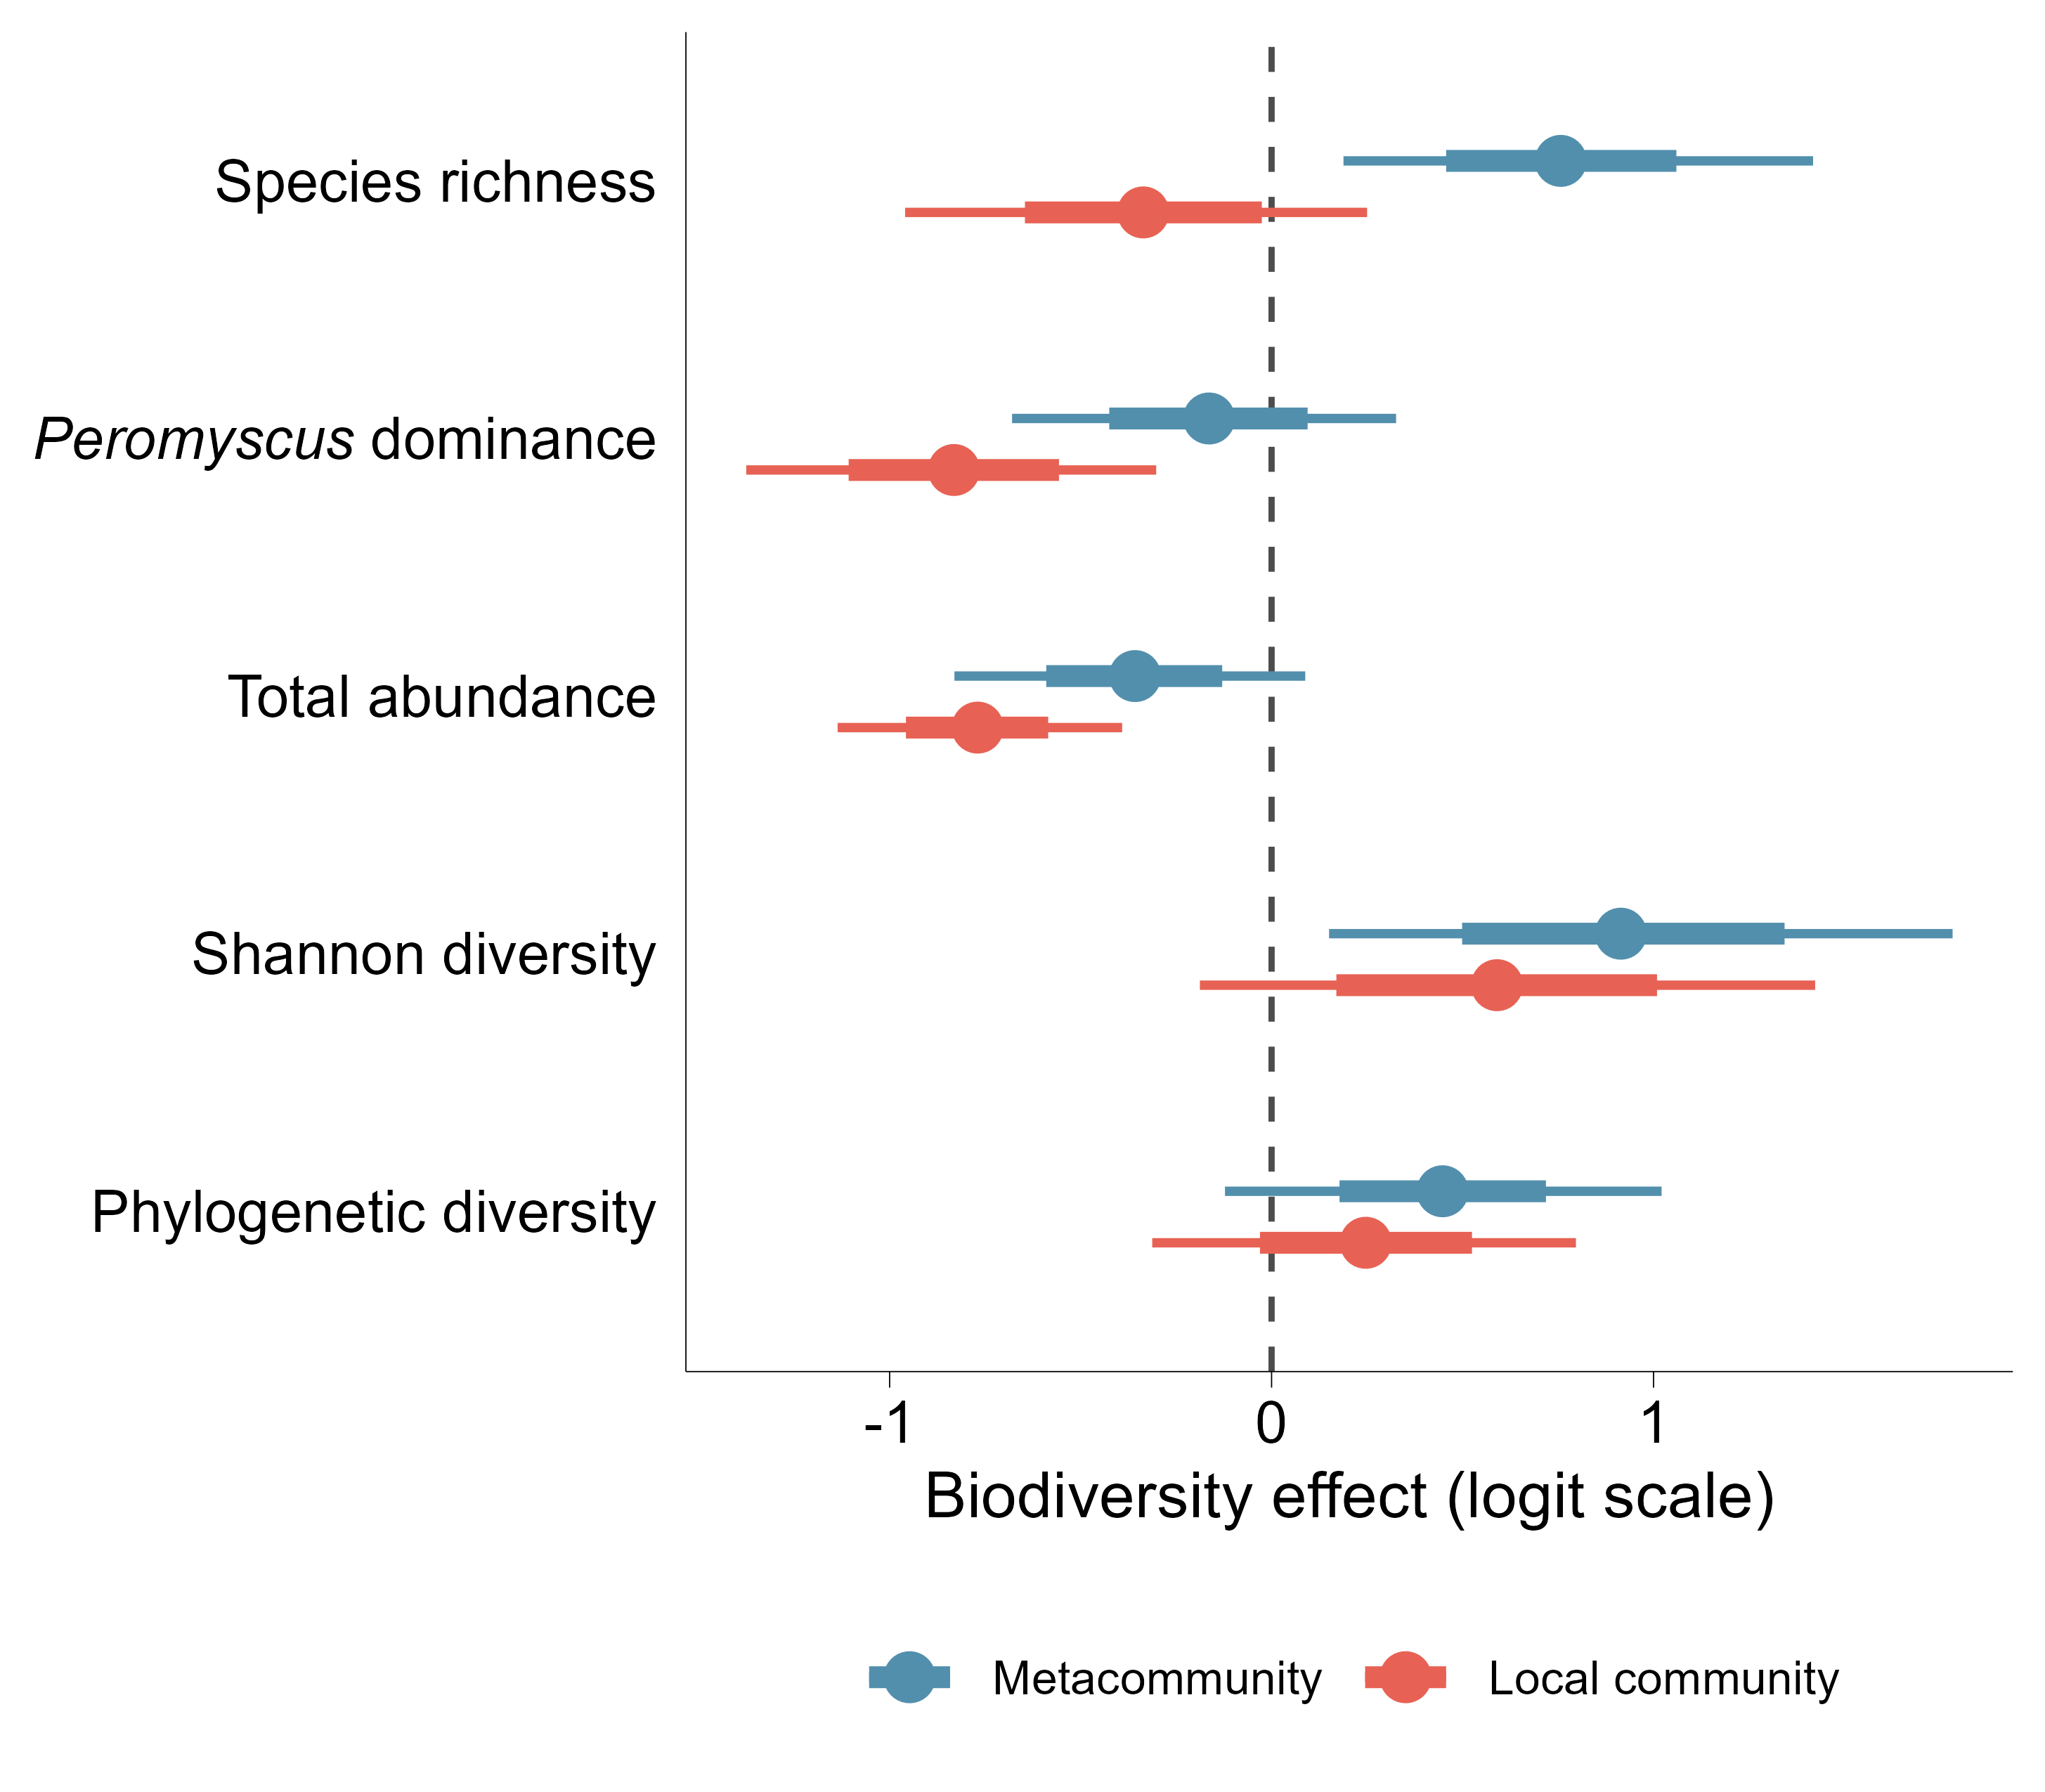 Species richness
Peromyscus dominance
Total abundance
Shannon diversity
Phylogenetic diversity
-1 0 1
Biodiversity effect (logit scale)
Metacommunity Local community